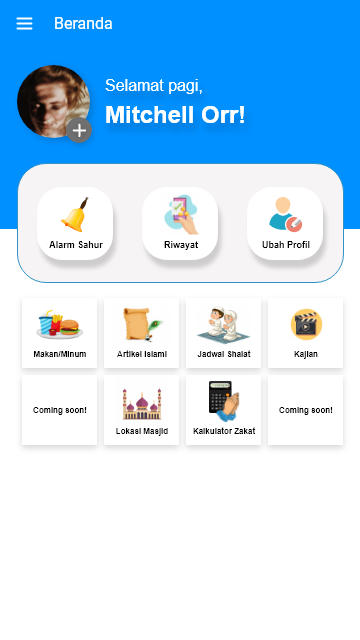 Beranda
Selamat pagi,
Mitchell Orr!
Alarm Sahur
Riwayat
Ubah Profil
Makan/Minum
Artikel Islami
Jadwal Shalat
Kajian
Coming soon!
Lokasi Masjid
Kalkulator Zakat
Coming soon!